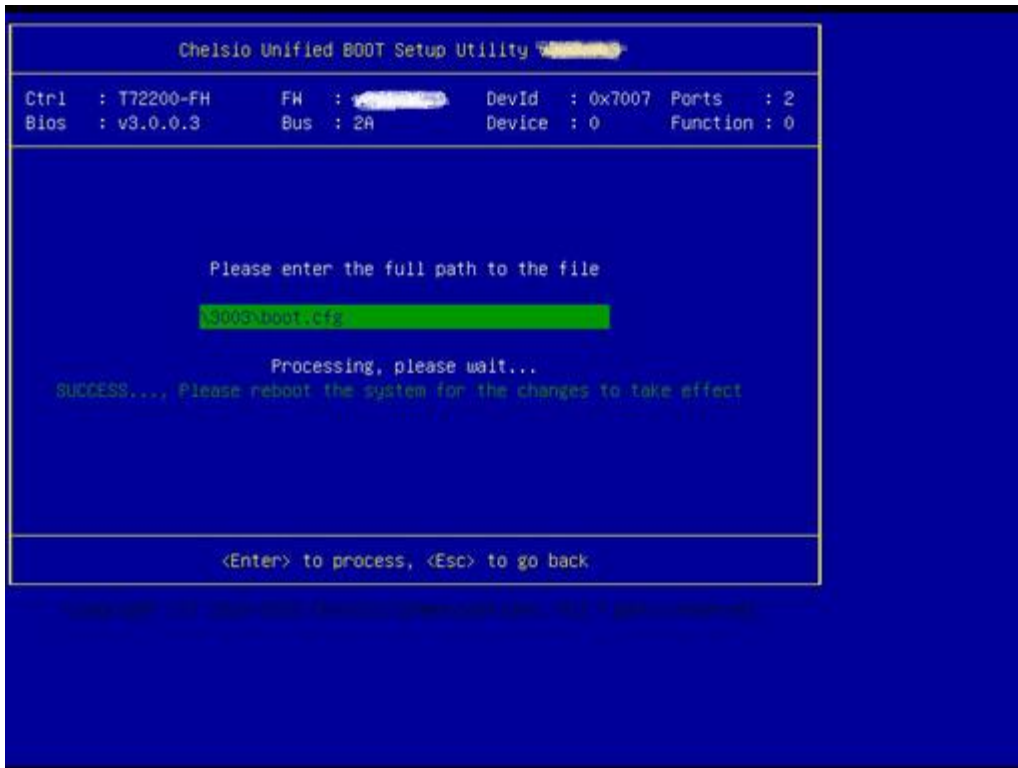 Chelsio Unified BOOT Setup Utility
Ctrl : T72200-FH FW : DevId : 0x7007 Ports : 2
Bios : v3.0.0.3 Bus : 2A Device : 0 Function : 0
Please enter the full path to the file
\3003\boot.cfg
Processing, please wait...
SUCCESS..., Please reboot the system for the changes to take effect
<Enter> to process, <Esc> to go back